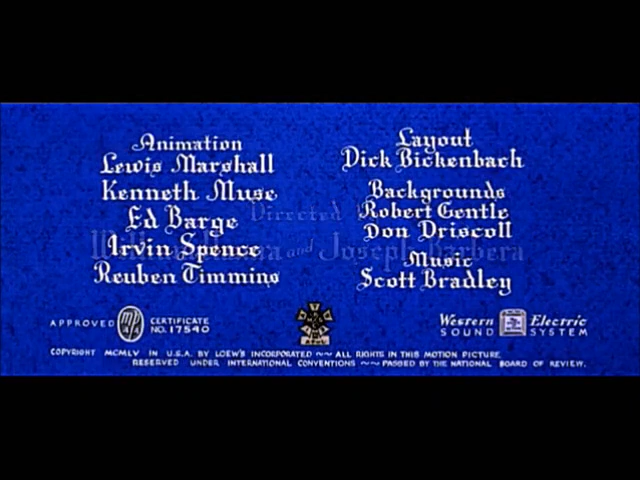 Animation
Lewis Marshall
Kenneth Muse
Ed Barge
Irvin Spence
Reuben Timmins
Layout
Dick Bickenbach
Backgrounds
Robert Gentle
Don Driscoll
Music
Scott Bradley
Directed
and Joseph Barbera
APPROVED
CERTIFICATE
NO. 17540
Western Electric
SOUND SYSTEM
COPYRIGHT MCMLV IN U.S.A. BY LOEW'S INCORPORATED ~~ ALL RIGHTS IN THIS MOTION PICTURE
RESERVED UNDER INTERNATIONAL CONVENTIONS ~~ PASSED BY THE NATIONAL BOARD OF REVIEW.